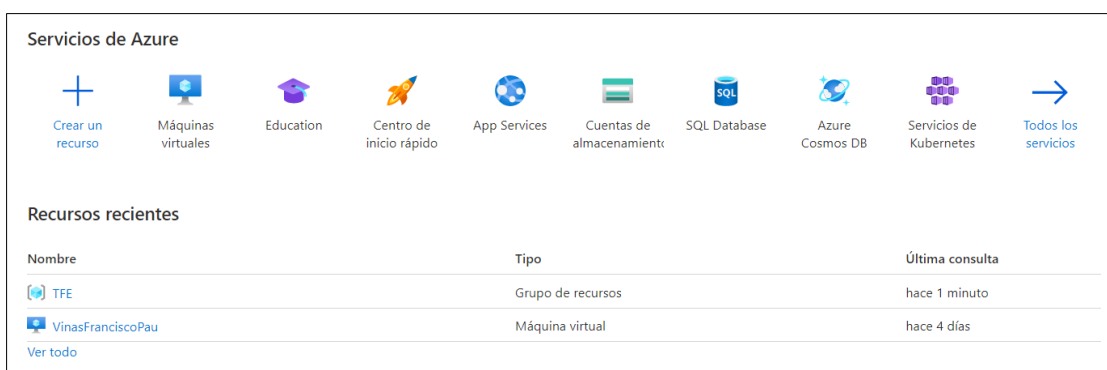 Servicios de Azure
SQL
Crear un recurso
Máquinas virtuales
Education
Centro de inicio rápido
App Services
Cuentas de almacenamiento
SQL Database
Azure Cosmos DB
Servicios de Kubernetes
Todos los servicios
Recursos recientes
Nombre Tipo Última consulta
TFE Grupo de recursos hace 1 minuto
VinasFranciscoPau Máquina virtual hace 4 días
Ver todo